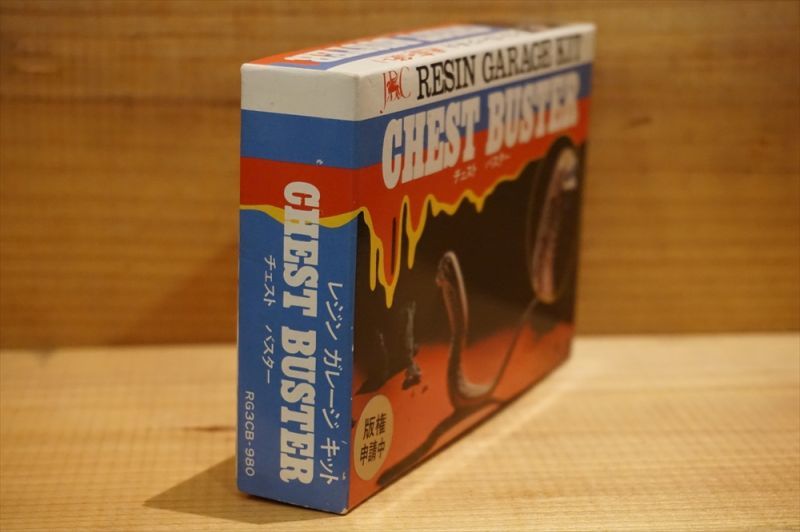 JRC RESIN GARAGE KIT
CHEST BUSTER
チェスト バスター
版権
申請中
レジン ガレージ キット
CHEST BUSTER
チェスト バスター
RG3CB-980